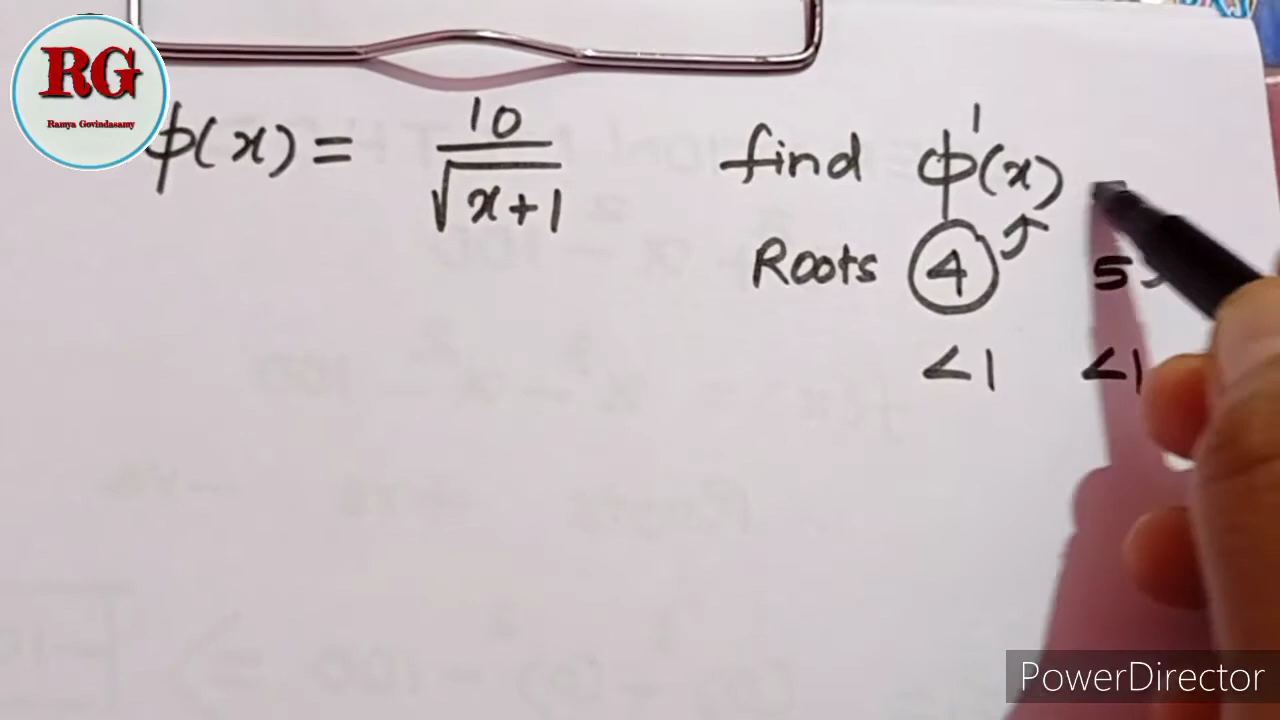 RG
Ramya Govindasamy
φ(x) = 10/√(x+1)
find φ'(x)
Roots 4 5
<1 <1
PowerDirector